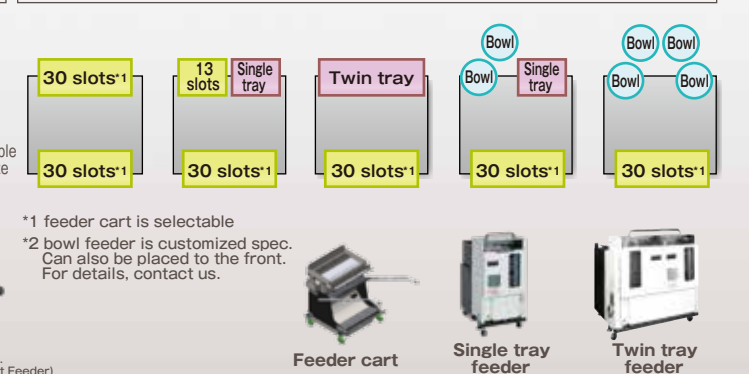 Bowl
Bowl Bowl
30 slots*1
13 slots
Single tray
Twin tray
Bowl
Single tray
Bowl
Bowl
30 slots*1
30 slots*1
30 slots*1
30 slots*1
30 slots*1
*1 feeder cart is selectable
*2 bowl feeder is customized spec.
Can also be placed to the front.
For details, contact us.
Feeder cart
Single tray
feeder
Twin tray
feeder
Feeder)